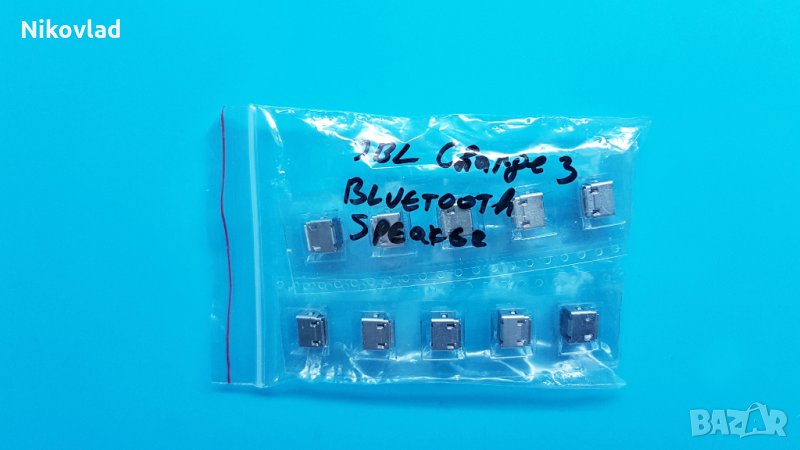 Nikovlad
JBL Charge 3
BLUETOOTH
SPEAKER
BAZAR